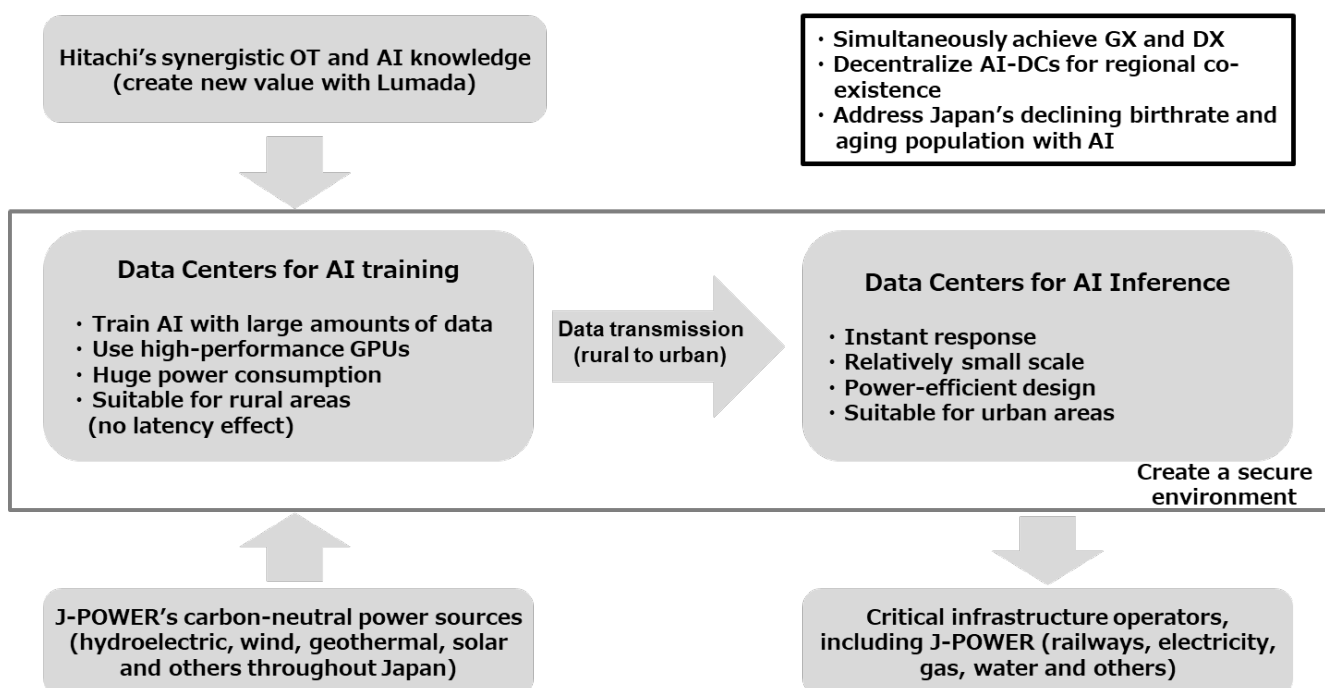 Hitachi's synergistic OT and AI knowledge
(create new value with Lumada)
・Simultaneously achieve GX and DX
・Decentralize AI-DCs for regional co-
existence
・Address Japan's declining birthrate and
aging population with AI
Data Centers for AI training
・Train AI with large amounts of data
・Use high-performance GPUs
・Huge power consumption
・Suitable for rural areas
(no latency effect)
Data transmission
(rural to urban)
Data Centers for AI Inference
・Instant response
・Relatively small scale
・Power-efficient design
・Suitable for urban areas
Create a secure
environment
J-POWER's carbon-neutral power sources
(hydroelectric, wind, geothermal, solar
and others throughout Japan)
Critical infrastructure operators,
including J-POWER (railways, electricity,
gas, water and others)